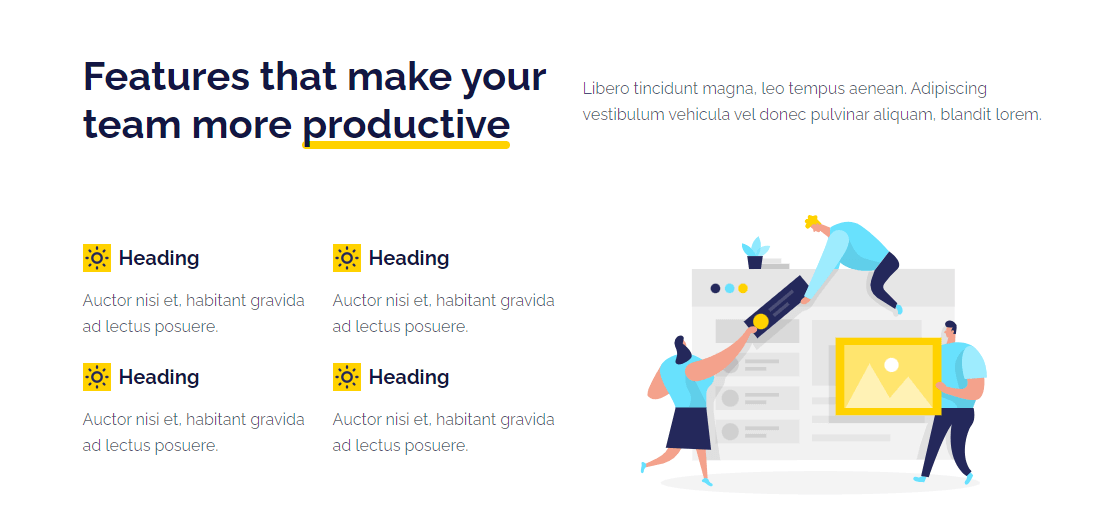 Features that make your
team more productive
Libero tincidunt magna, leo tempus aenean. Adipiscing
vestibulum vehicula vel donec pulvinar aliquam, blandit lorem.
Heading
Auctor nisi et, habitant gravida
ad lectus posuere.
Heading
Auctor nisi et, habitant gravida
ad lectus posuere.
Heading
Auctor nisi et, habitant gravida
ad lectus posuere.
Heading
Auctor nisi et, habitant gravida
ad lectus posuere.